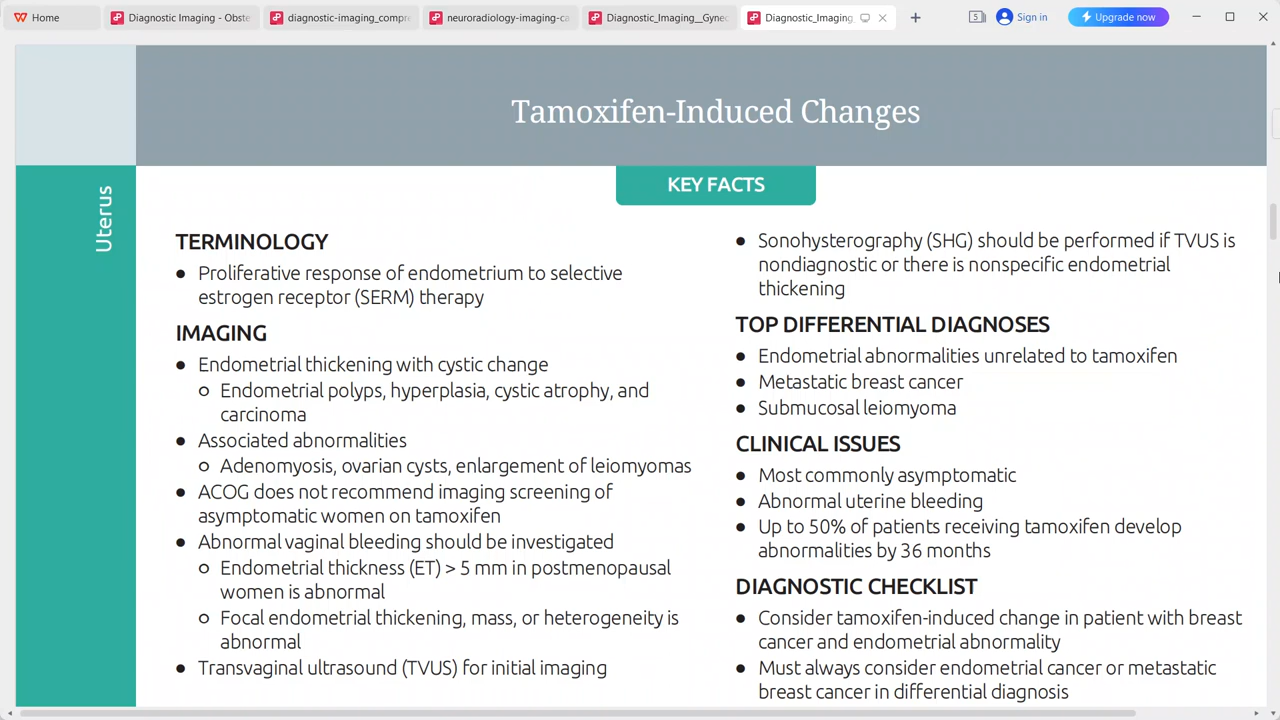 Home
Diagnostic Imaging - Obste
diagnostic-imaging_compre
neuroradiology-imaging-ca
Diagnostic_Imaging__Gynec
Diagnostic_Imaging_
5
Sign in
Upgrade now
Tamoxifen-Induced Changes
Uterus
KEY FACTS
TERMINOLOGY
● Proliferative response of endometrium to selective
estrogen receptor (SERM) therapy
IMAGING
● Endometrial thickening with cystic change
○ Endometrial polyps, hyperplasia, cystic atrophy, and
carcinoma
● Associated abnormalities
○ Adenomyosis, ovarian cysts, enlargement of leiomyomas
● ACOG does not recommend imaging screening of
asymptomatic women on tamoxifen
● Abnormal vaginal bleeding should be investigated
○ Endometrial thickness (ET) > 5 mm in postmenopausal
women is abnormal
○ Focal endometrial thickening, mass, or heterogeneity is
abnormal
● Transvaginal ultrasound (TVUS) for initial imaging
● Sonohysterography (SHG) should be performed if TVUS is
nondiagnostic or there is nonspecific endometrial
thickening
TOP DIFFERENTIAL DIAGNOSES
● Endometrial abnormalities unrelated to tamoxifen
● Metastatic breast cancer
● Submucosal leiomyoma
CLINICAL ISSUES
● Most commonly asymptomatic
● Abnormal uterine bleeding
● Up to 50% of patients receiving tamoxifen develop
abnormalities by 36 months
DIAGNOSTIC CHECKLIST
● Consider tamoxifen-induced change in patient with breast
cancer and endometrial abnormality
● Must always consider endometrial cancer or metastatic
breast cancer in differential diagnosis